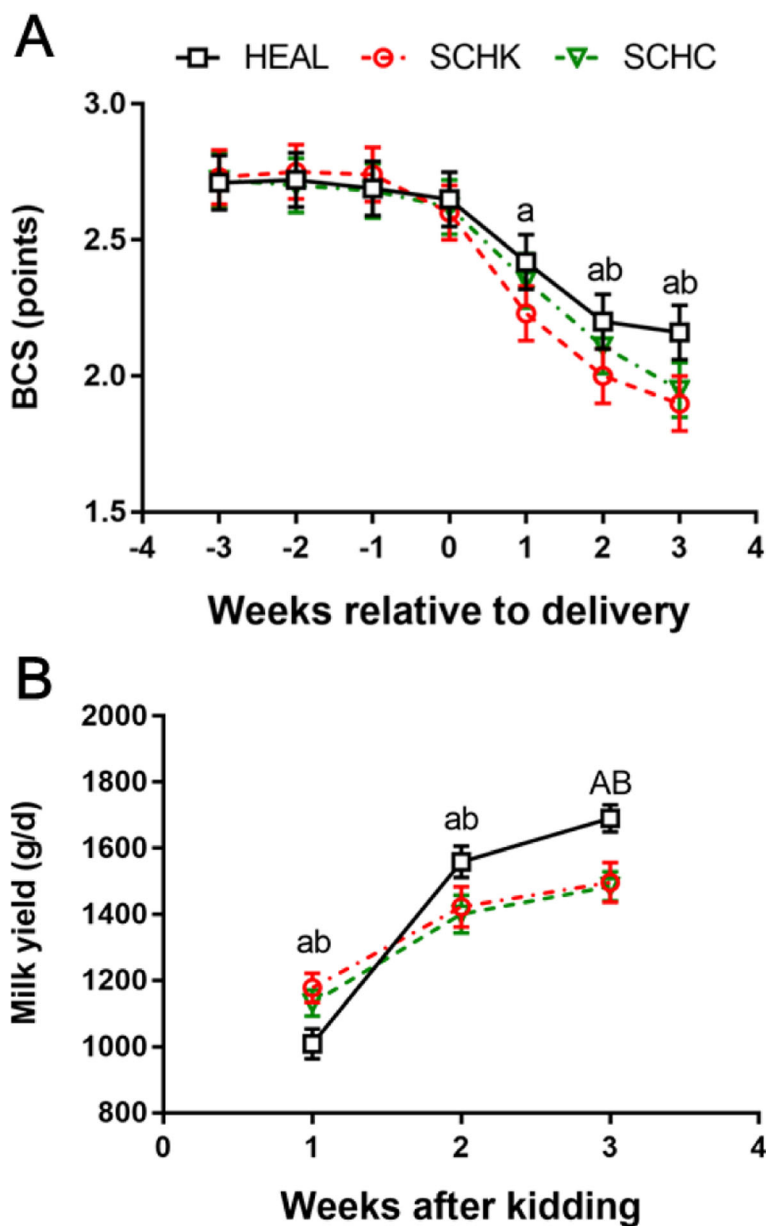 A
HEAL SCHK SCHC
3.0
2.5
2.0
1.5
BCS (points)
a ab ab
-4 -3 -2 -1 0 1 2 3 4
Weeks relative to delivery
B
2000
1800
1600
1400
1200
1000
800
Milk yield (g/d)
ab ab AB
0 1 2 3 4
Weeks after kidding